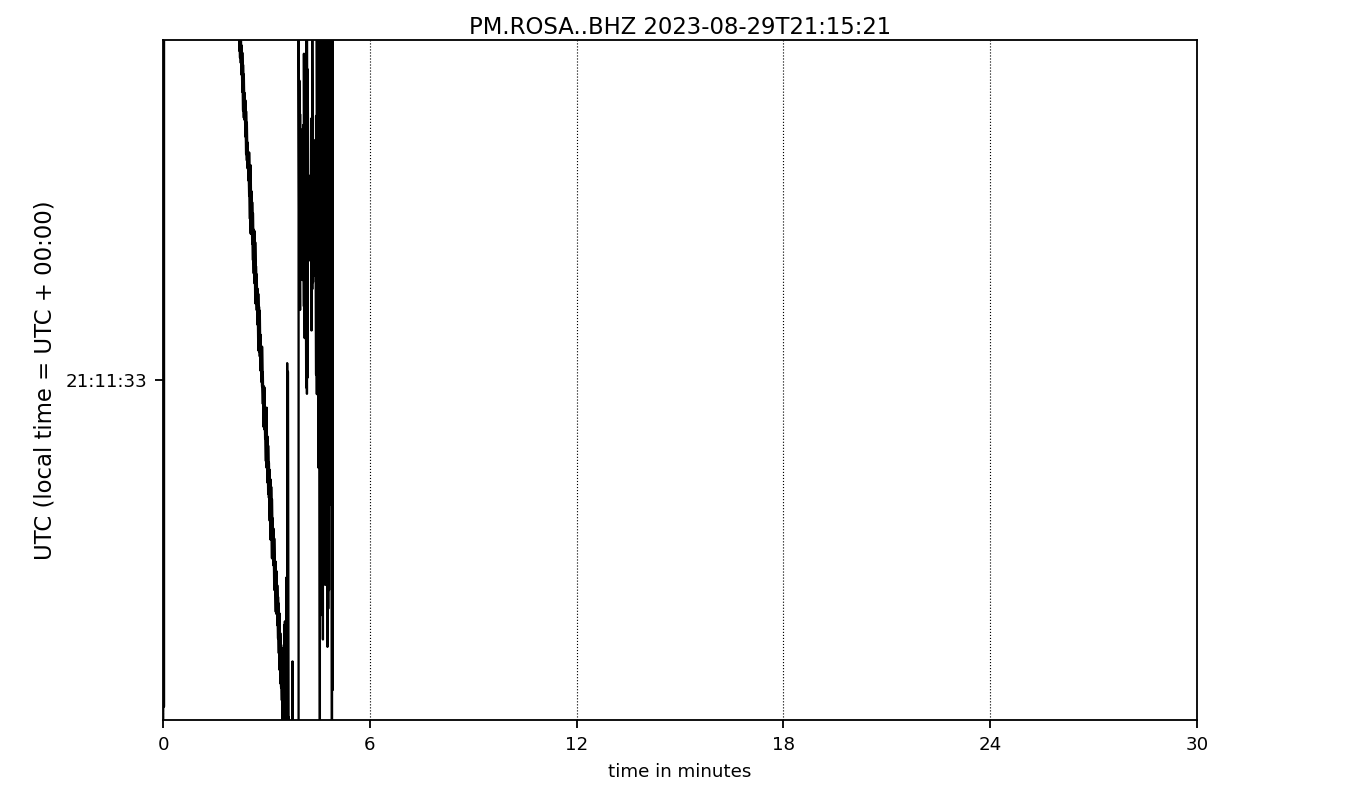 PM.ROSA..BHZ 2023-08-29T21:15:21
UTC (local time = UTC + 00:00)
21:11:33
0 6 12 18 24 30
time in minutes